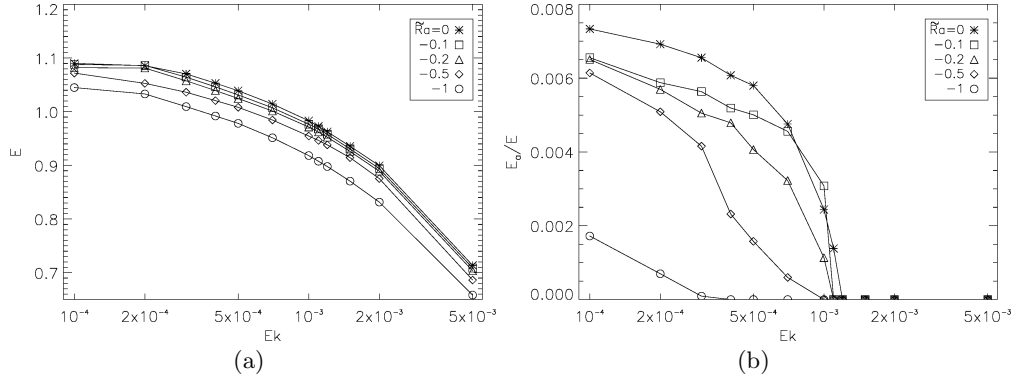 1.2
1.1
1.0
0.9
0.8
0.7
E
R̃a=0
−0.1
−0.2
−0.5
−1
10⁻⁴ 2x10⁻⁴ 5x10⁻⁴ 10⁻³ 2x10⁻³ 5x10⁻³
Ek
(a)
0.008
0.006
0.004
0.002
0.000
Eₐ/E
R̃a=0
−0.1
−0.2
−0.5
−1
10⁻⁴ 2x10⁻⁴ 5x10⁻⁴ 10⁻³ 2x10⁻³ 5x10⁻³
Ek
(b)